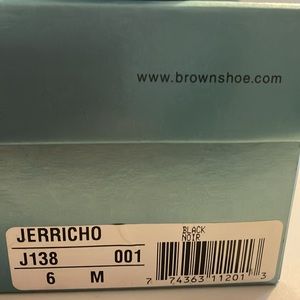 www.brownshoe.com
JERRICHO
BLACK
NOIR
J138 001
6 M
7 74363 11201 3